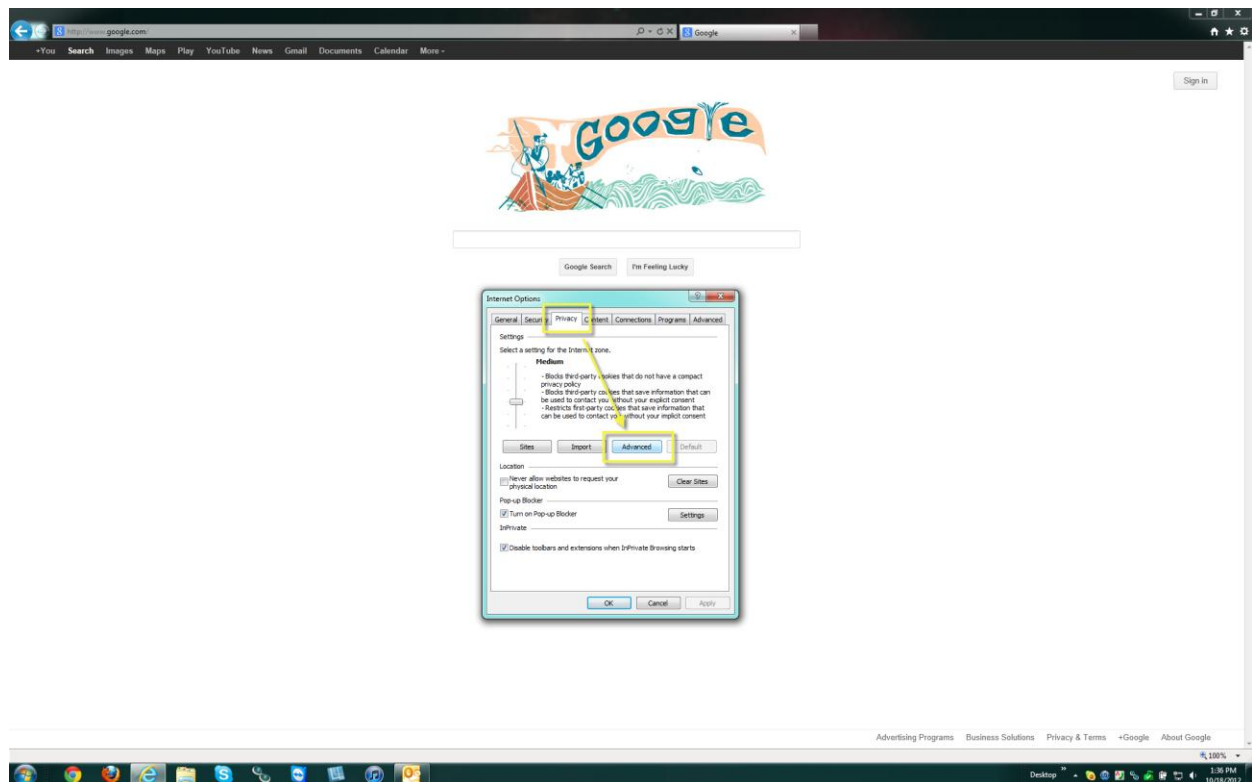 http://www.google.com/
Google
+You Search Images Maps Play YouTube News Gmail Documents Calendar More
Sign in
Google
Google Search I'm Feeling Lucky
Internet Options
General Security Privacy Content Connections Programs Advanced
Settings
Select a setting for the Internet zone.
Medium
- Blocks third-party cookies that do not have a compact
privacy policy
- Blocks third-party cookies that save information that can
be used to contact you without your explicit consent
- Restricts first-party cookies that save information that
can be used to contact you without your implicit consent
Sites Import Advanced Default
Location
Never allow websites to request your
physical location
Clear Sites
Pop-up Blocker
Turn on Pop-up Blocker
Settings
InPrivate
Disable toolbars and extensions when InPrivate Browsing starts
OK Cancel Apply
Advertising Programs Business Solutions Privacy & Terms +Google About Google
100%
Desktop
1:36 PM
10/18/2012